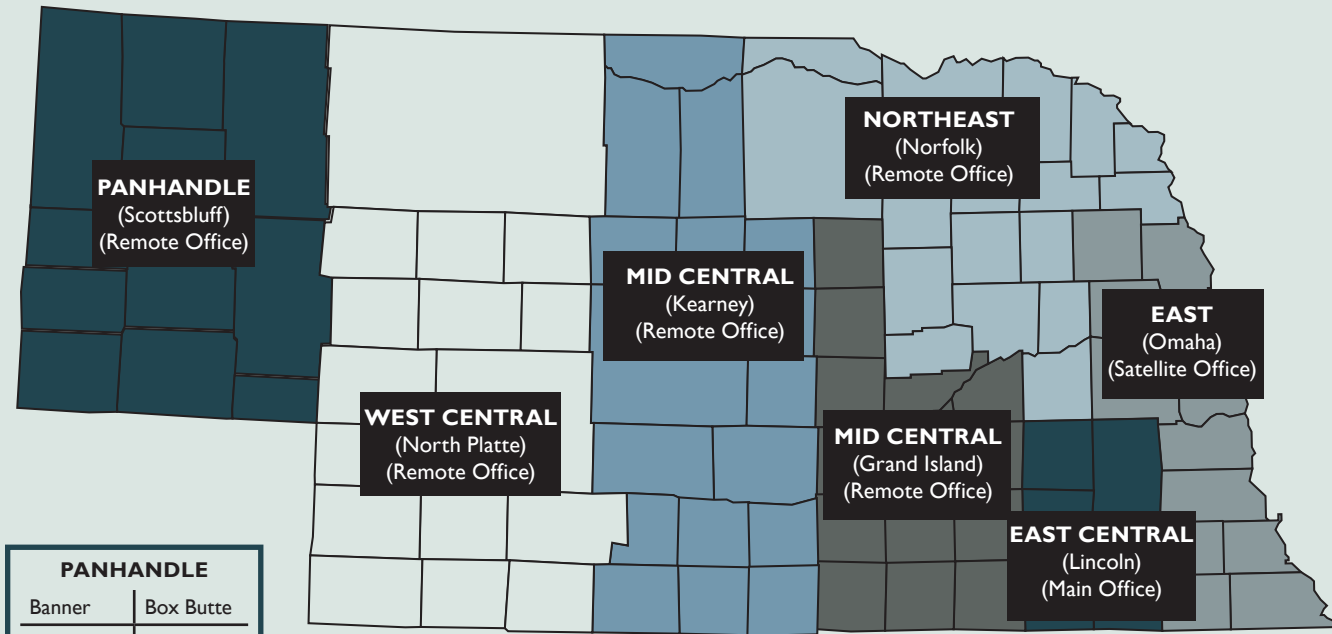 NORTHEAST
(Norfolk)
(Remote Office)
PANHANDLE
(Scottsbluff)
(Remote Office)
MID CENTRAL
(Kearney)
(Remote Office)
EAST
(Omaha)
(Satellite Office)
WEST CENTRAL
(North Platte)
(Remote Office)
MID CENTRAL
(Grand Island)
(Remote Office)
EAST CENTRAL
(Lincoln)
(Main Office)
PANHANDLE
Banner Box Butte